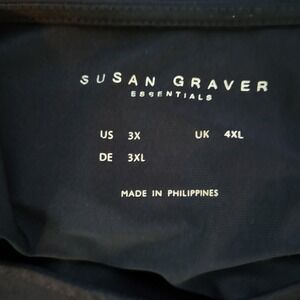 SUSAN GRAVER
ESSENTIALS
US 3X UK 4XL
DE 3XL
MADE IN PHILIPPINES